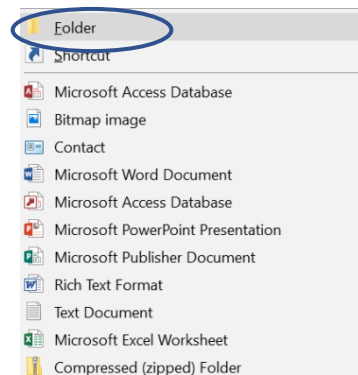 Folder
Shortcut
Microsoft Access Database
Bitmap image
Contact
Microsoft Word Document
Microsoft Access Database
Microsoft PowerPoint Presentation
Microsoft Publisher Document
Rich Text Format
Text Document
Microsoft Excel Worksheet
Compressed (zipped) Folder